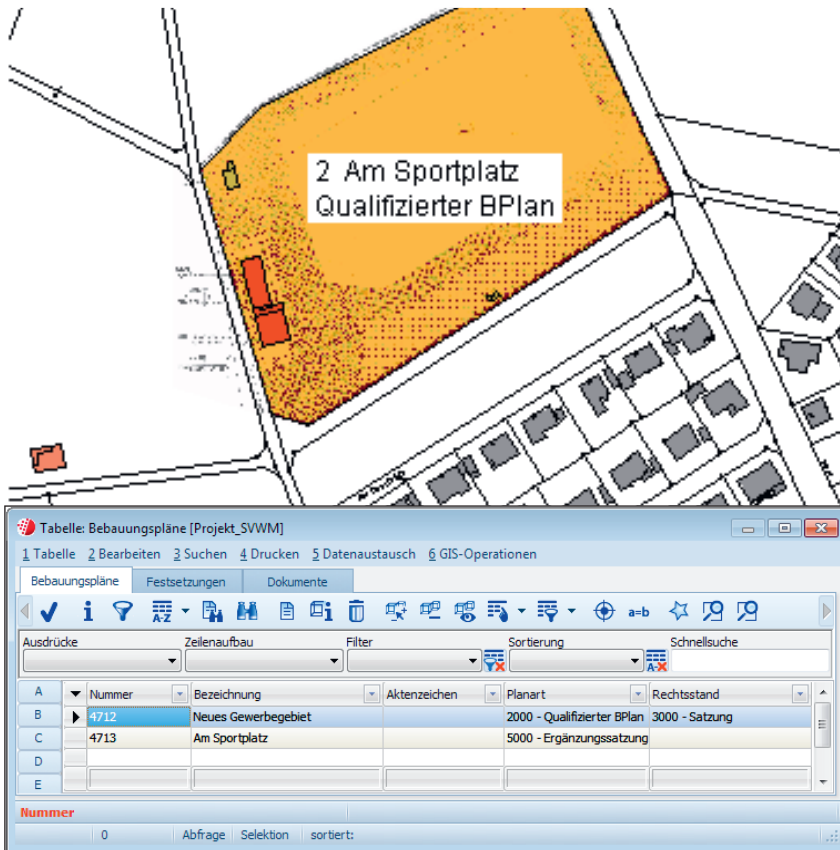 2 Am Sportplatz
Qualifizierter BPlan
Tabelle: Bebauungspläne [Projekt_SVWM]
1 Tabelle 2 Bearbeiten 3 Suchen 4 Drucken 5 Datenaustausch 6 GIS-Operationen
Bebauungspläne Festsetzungen Dokumente
A-Z a=b
Ausdrücke Zeilenaufbau Filter Sortierung Schnellsuche
A-Z
A Nummer Bezeichnung Aktenzeichen Planart Rechtsstand
B 4712 Neues Gewerbegebiet 2000 - Qualifizierter BPlan 3000 - Satzung
C 4713 Am Sportplatz 5000 - Ergänzungssatzung
D
E
Nummer
0 Abfrage Selektion sortiert: